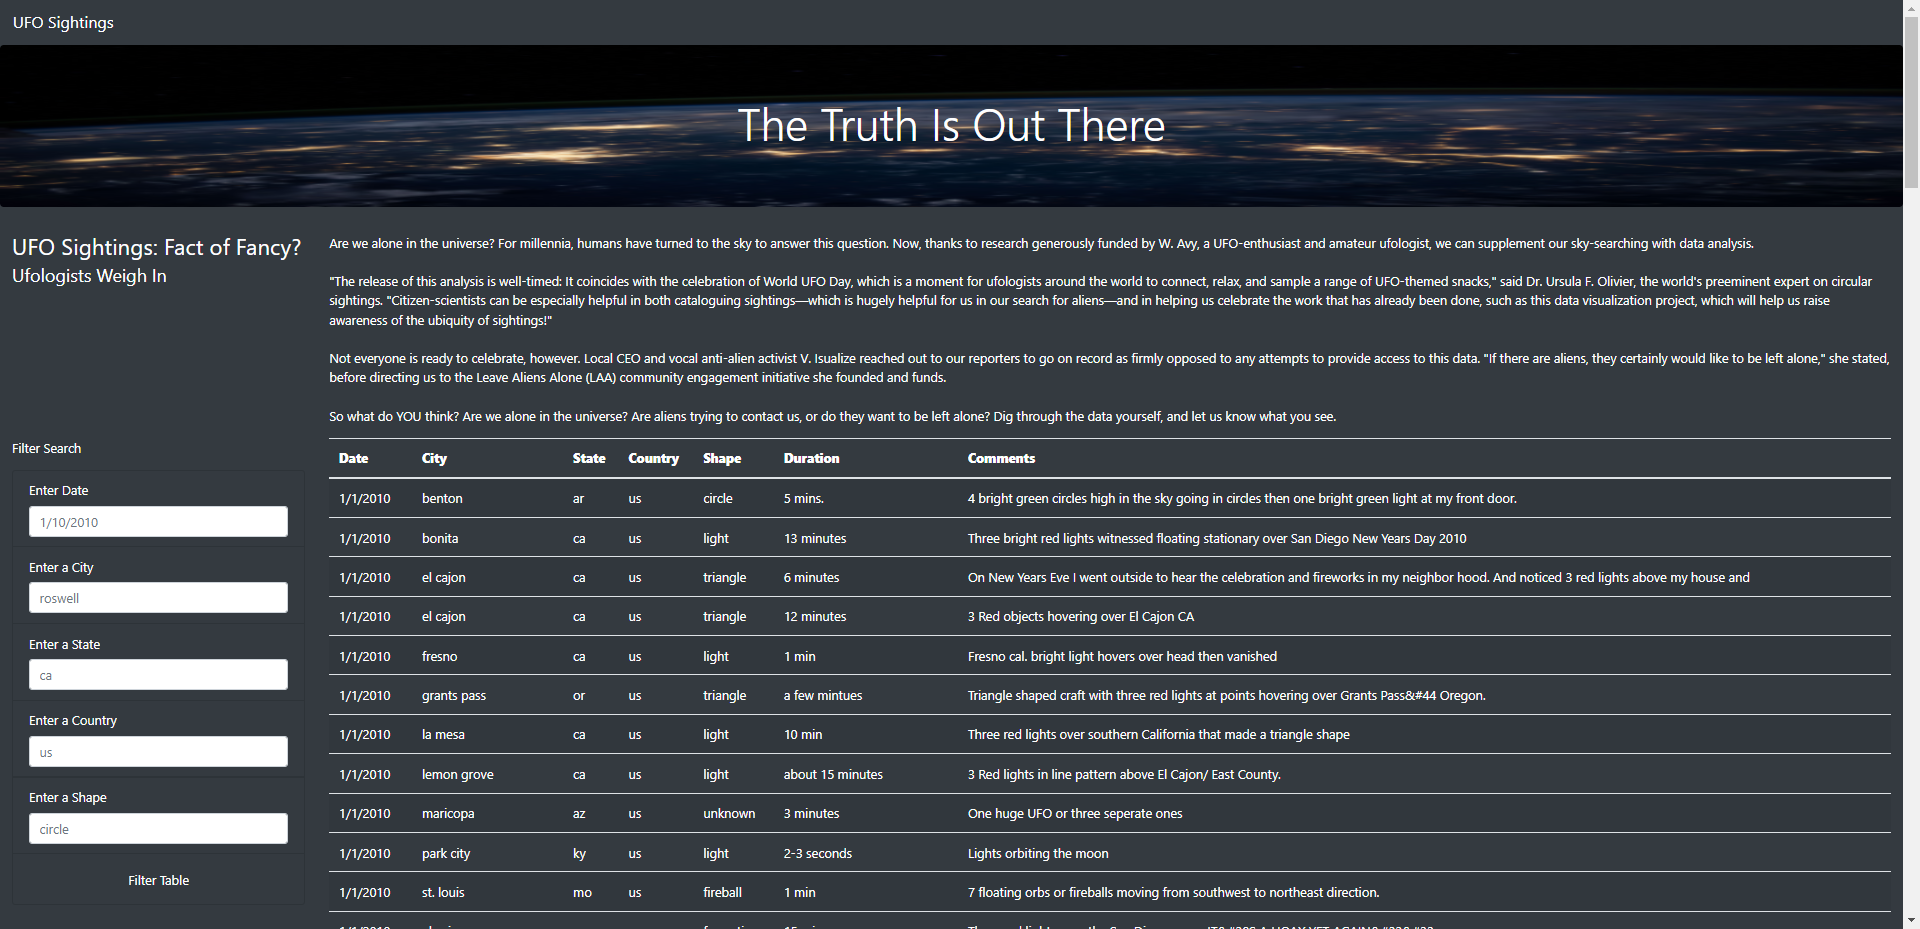 UFO Sightings
The Truth Is Out There
UFO Sightings: Fact of Fancy?
Ufologists Weigh In
Are we alone in the universe? For millennia, humans have turned to the sky to answer this question. Now, thanks to research generously funded by W. Avy, a UFO-enthusiast and amateur ufologist, we can supplement our sky-searching with data analysis.
"The release of this analysis is well-timed: It coincides with the celebration of World UFO Day, which is a moment for ufologists around the world to connect, relax, and sample a range of UFO-themed snacks," said Dr. Ursula F. Olivier, the world's preeminent expert on circular
sightings. "Citizen-scientists can be especially helpful in both cataloguing sightings—which is hugely helpful for us in our search for aliens—and in helping us celebrate the work that has already been done, such as this data visualization project, which will help us raise
awareness of the ubiquity of sightings!"
Not everyone is ready to celebrate, however. Local CEO and vocal anti-alien activist V. Isualize reached out to our reporters to go on record as firmly opposed to any attempts to provide access to this data. "If there are aliens, they certainly would like to be left alone," she stated,
before directing us to the Leave Aliens Alone (LAA) community engagement initiative she founded and funds.
So what do YOU think? Are we alone in the universe? Are aliens trying to contact us, or do they want to be left alone? Dig through the data yourself, and let us know what you see.
Filter Search
Enter Date
1/10/2010
Enter a City
roswell
Enter a State
ca
Enter a Country
us
Enter a Shape
circle
Filter Table
Date City State Country Shape Duration Comments
1/1/2010 benton ar us circle 5 mins. 4 bright green circles high in the sky going in circles then one bright green light at my front door.
1/1/2010 bonita ca us light 13 minutes Three bright red lights witnessed floating stationary over San Diego New Years Day 2010
1/1/2010 el cajon ca us triangle 6 minutes On New Years Eve I went outside to hear the celebration and fireworks in my neighbor hood. And noticed 3 red lights above my house and
1/1/2010 el cajon ca us triangle 12 minutes 3 Red objects hovering over El Cajon CA
1/1/2010 fresno ca us light 1 min Fresno cal. bright light hovers over head then vanished
1/1/2010 grants pass or us triangle a few mintues Triangle shaped craft with three red lights at points hovering over Grants Pass&#44 Oregon.
1/1/2010 la mesa ca us light 10 min Three red lights over southern California that made a triangle shape
1/1/2010 lemon grove ca us light about 15 minutes 3 Red lights in line pattern above El Cajon/ East County.
1/1/2010 maricopa az us unknown 3 minutes One huge UFO or three seperate ones
1/1/2010 park city ky us light 2-3 seconds Lights orbiting the moon
1/1/2010 st. louis mo us fireball 1 min 7 floating orbs or fireballs moving from southwest to northeast direction.